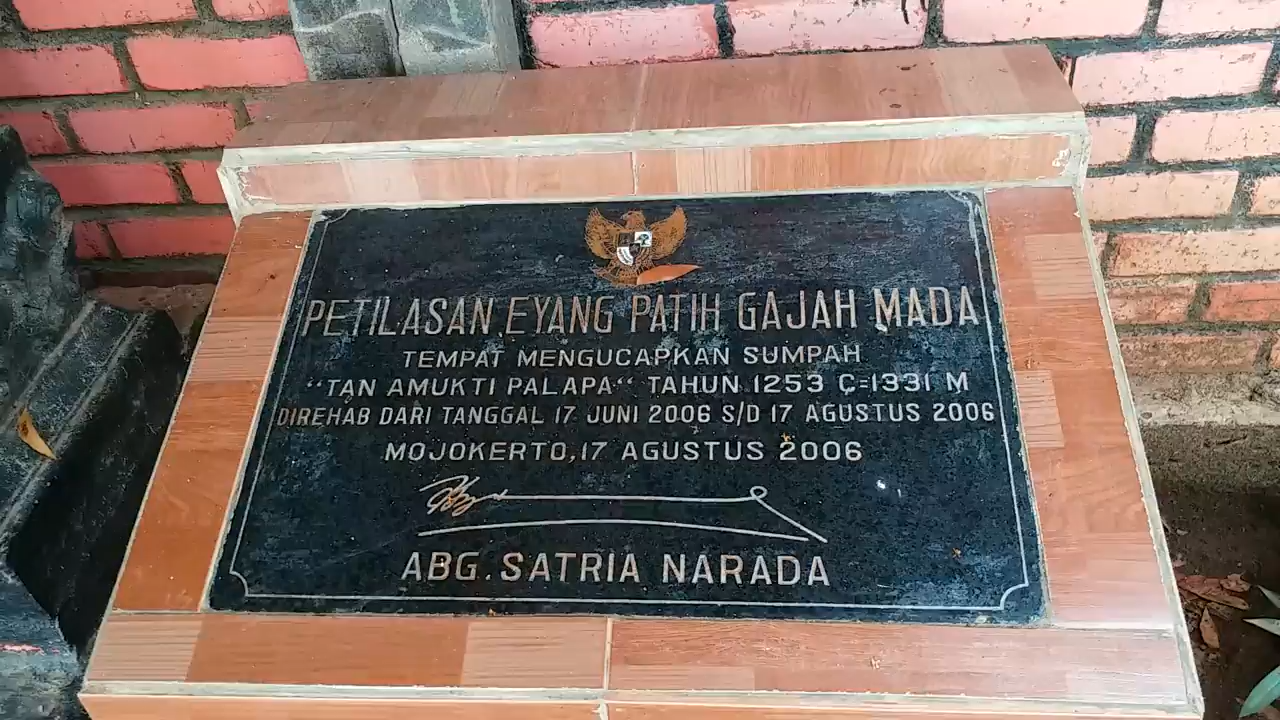 PETILASAN EYANG PATIH GAJAH MADA
TEMPAT MENGUCAPKAN SUMPAH
“TAN AMUKTI PALAPA“ TAHUN 1253 Ç=1331 M
DIREHAB DARI TANGGAL 17 JUNI 2006 S/D 17 AGUSTUS 2006
MOJOKERTO,17 AGUSTUS 2006
ABG. SATRIA NARADA